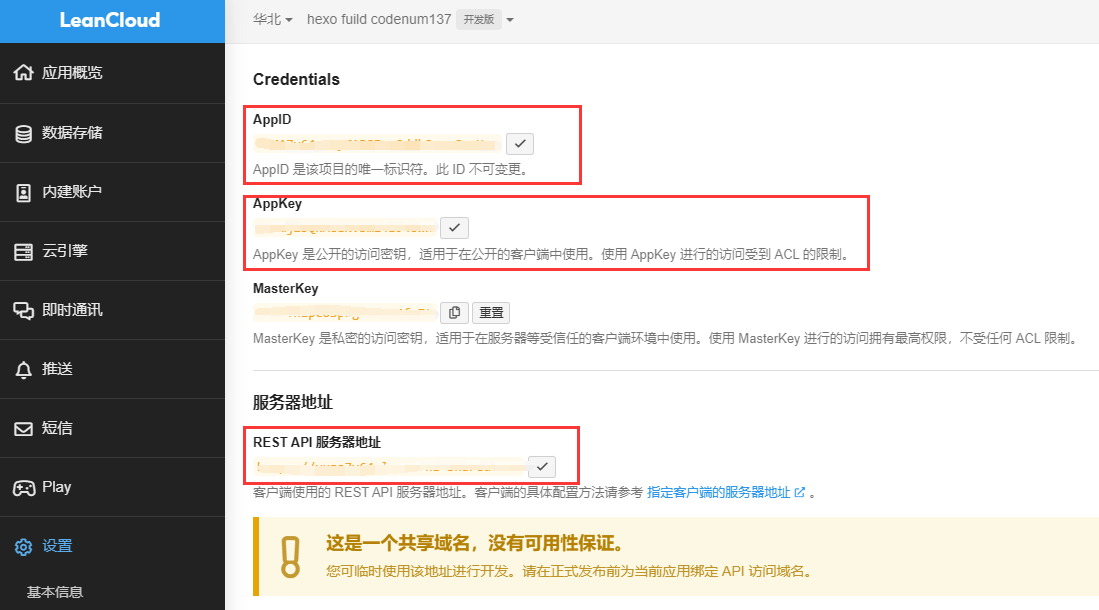 LeanCloud
华北
hexo fuild codenum137 开发版
应用概览
数据存储
内建账户
云引擎
即时通讯
推送
短信
Play
设置
基本信息
Credentials
AppID
AppID 是该项目的唯一标识符。此 ID 不可变更。
AppKey
AppKey 是公开的访问密钥，适用于在公开的客户端中使用。使用 AppKey 进行的访问受到 ACL 的限制。
MasterKey
重置
MasterKey 是私密的访问密钥，适用于在服务器等受信任的客户端环境中使用。使用 MasterKey 进行的访问拥有最高权限，不受任何 ACL 限制。
服务器地址
REST API 服务器地址
客户端使用的 REST API 服务器地址。客户端的具体配置方法请参考 指定客户端的服务器地址 。
这是一个共享域名，没有可用性保证。
您可临时使用该地址进行开发。请在正式发布前为当前应用绑定 API 访问域名。